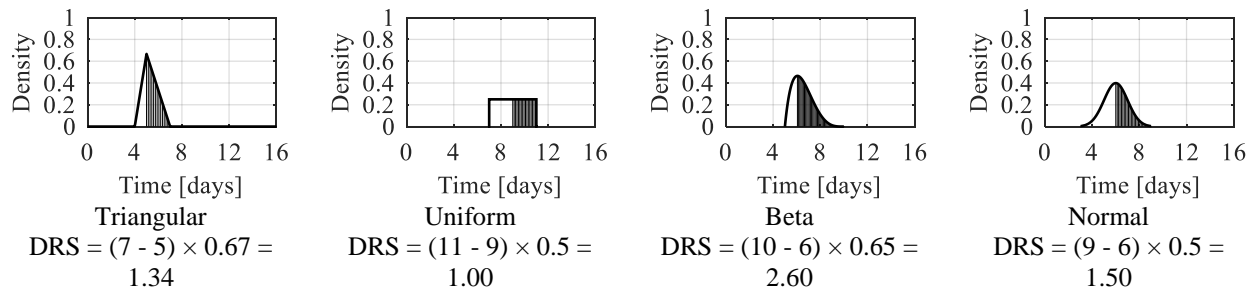 1
0.8
0.6
0.4
0.2
0
Density
0 4 8 12 16
Time [days]
Triangular
DRS = (7 - 5) × 0.67 =
1.34
1
0.8
0.6
0.4
0.2
0
Density
0 4 8 12 16
Time [days]
Uniform
DRS = (11 - 9) × 0.5 =
1.00
1
0.8
0.6
0.4
0.2
0
Density
0 4 8 12 16
Time [days]
Beta
DRS = (10 - 6) × 0.65 =
2.60
1
0.8
0.6
0.4
0.2
0
Density
0 4 8 12 16
Time [days]
Normal
DRS = (9 - 6) × 0.5 =
1.50